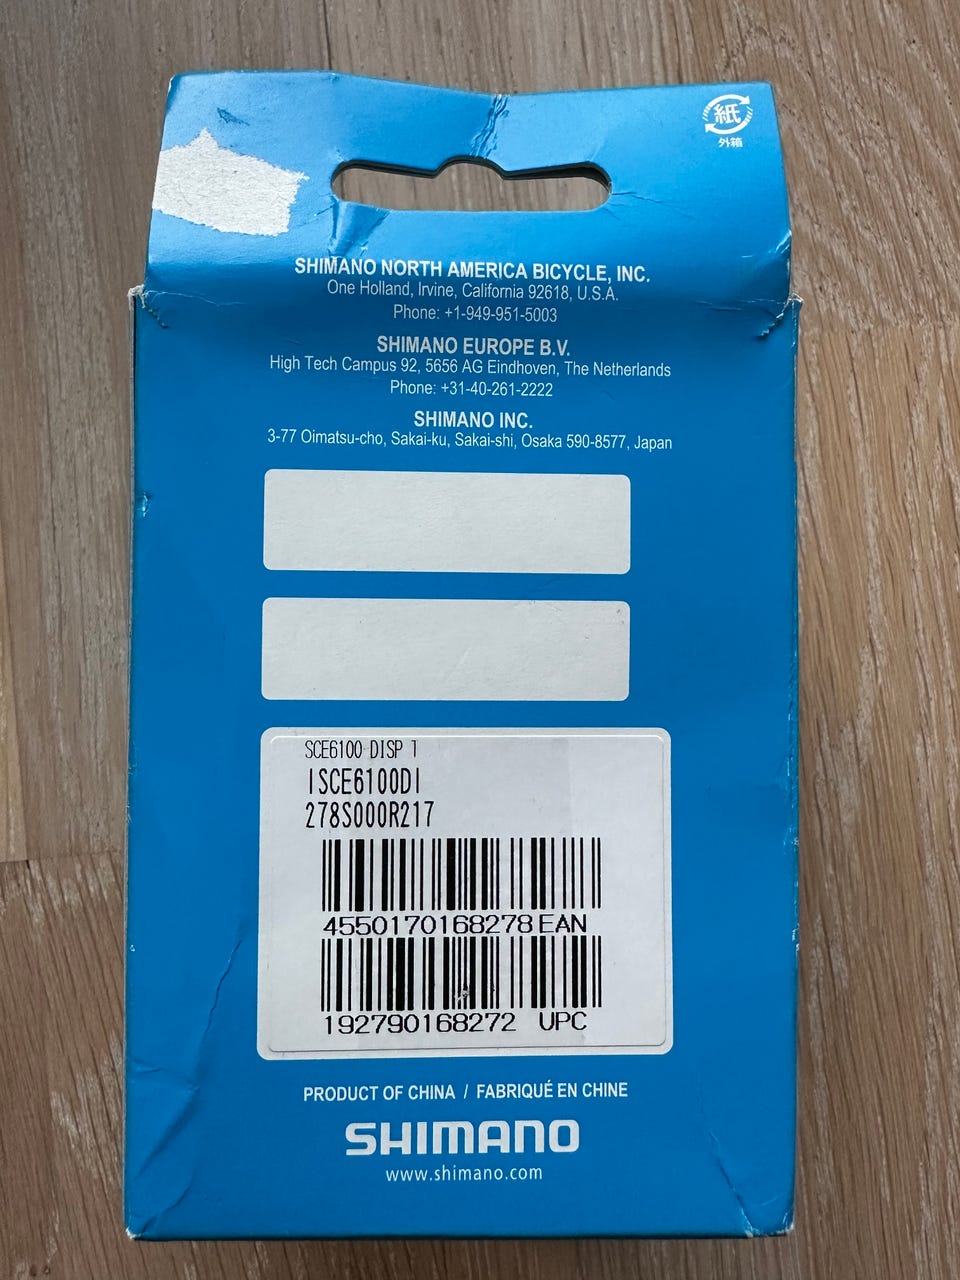 紙
外箱
SHIMANO NORTH AMERICA BICYCLE, INC.
One Holland, Irvine, California 92618, U.S.A.
Phone: +1-949-951-5003
SHIMANO EUROPE B.V.
High Tech Campus 92, 5656 AG Eindhoven, The Netherlands
Phone: +31-40-261-2222
SHIMANO INC.
3-77 Oimatsu-cho, Sakai-ku, Sakai-shi, Osaka 590-8577, Japan
SCE6100 DISP 1
ISCE6100DI
278S000R217
4550170168278 EAN
192790168272 UPC
PRODUCT OF CHINA / FABRIQUÉ EN CHINE
SHIMANO
www.shimano.com